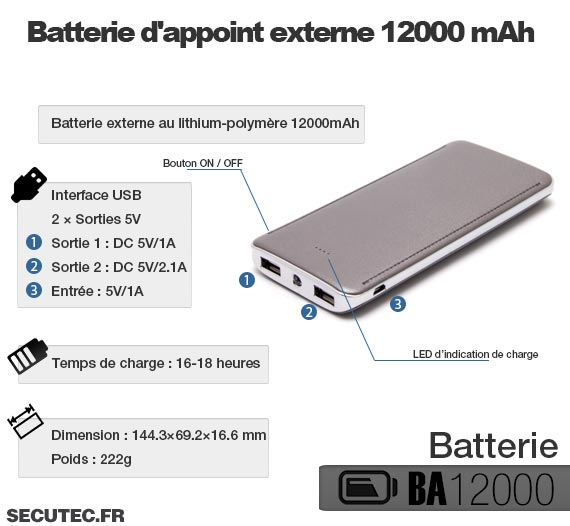 Batterie d'appoint externe 12000 mAh
Batterie externe au lithium-polymère 12000mAh
Bouton ON / OFF
Interface USB
2 × Sorties 5V
1 Sortie 1 : DC 5V/1A
2 Sortie 2 : DC 5V/2.1A
3 Entrée : 5V/1A
1
2
3
LED d'indication de charge
Temps de charge : 16-18 heures
Dimension : 144.3×69.2×16.6 mm
Poids : 222g
Batterie
BA12000
SECUTEC.FR